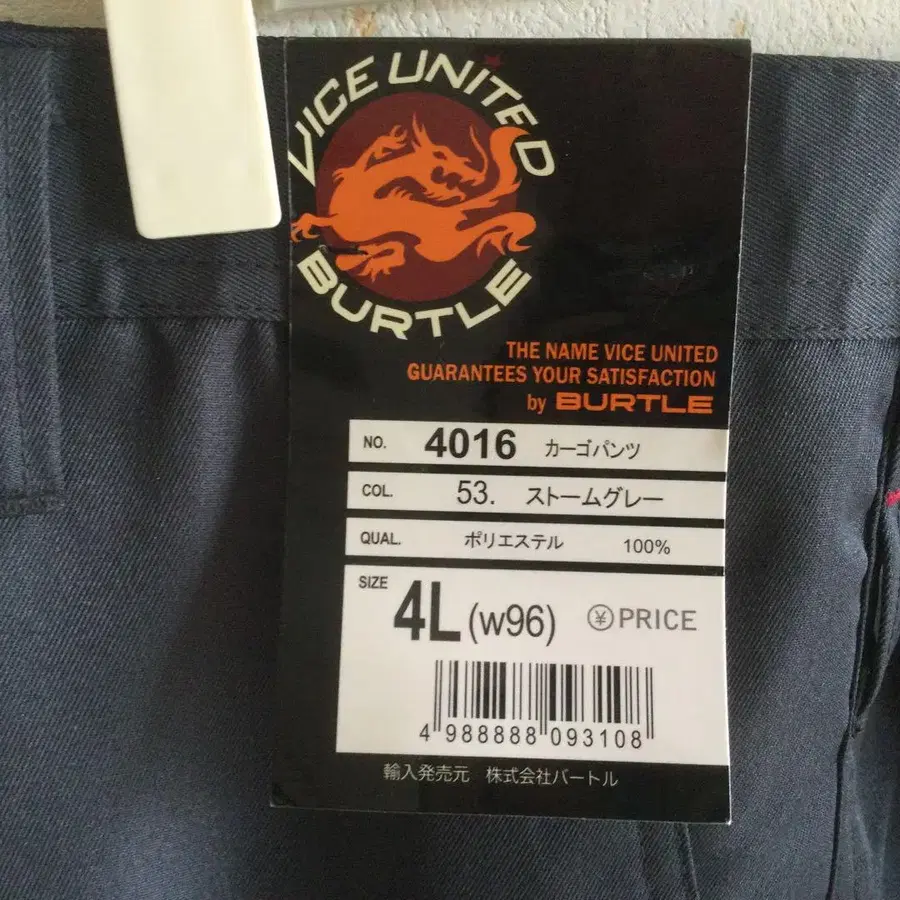 VICE UNITED
BURTLE
THE NAME VICE UNITED
GUARANTEES YOUR SATISFACTION
by BURTLE
NO. 4016 カーゴパンツ
COL. 53. ストームグレー
QUAL. ポリエステル 100%
SIZE 4L (w96) ¥ PRICE
4 988888 093108
輸入発売元 株式会社バートル